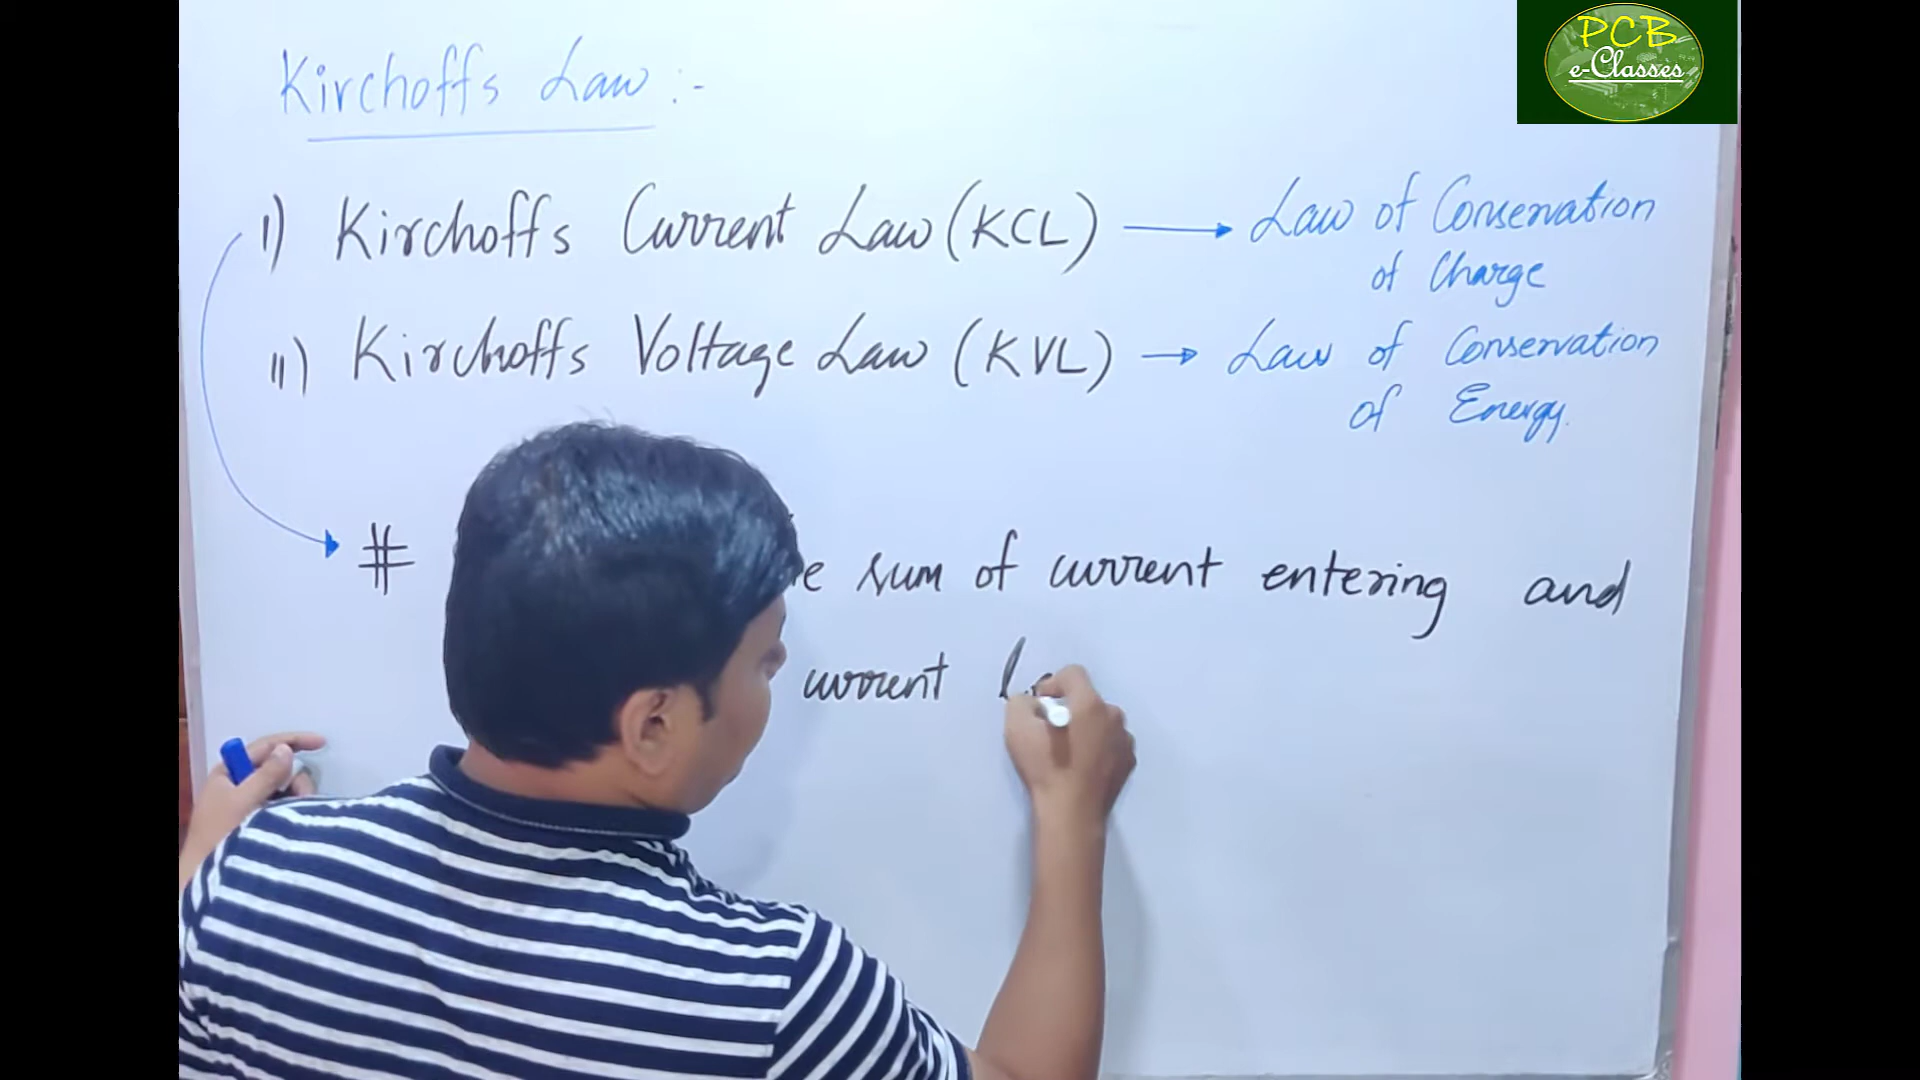 PCB
e-Classes
Kirchoffs Law :-
I) Kirchoffs Current Law (KCL) → Law of Conservation
of Charge
II) Kirchoffs Voltage Law (KVL) → Law of Conservation
of Energy.
# sum of current entering and
current